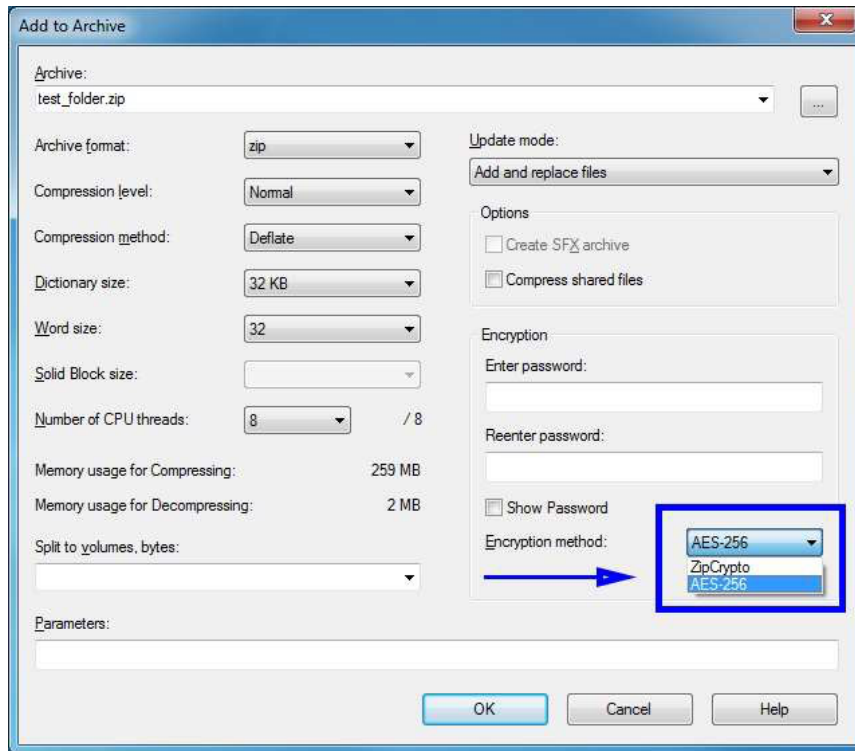 Add to Archive
Archive:
test_folder.zip
...
Archive format:
zip
Compression level:
Normal
Compression method:
Deflate
Dictionary size:
32 KB
Word size:
32
Solid Block size:
Number of CPU threads:
8
/ 8
Memory usage for Compressing:
259 MB
Memory usage for Decompressing:
2 MB
Split to volumes, bytes:
Update mode:
Add and replace files
Options
Create SFX archive
Compress shared files
Encryption
Enter password:
Reenter password:
Show Password
Encryption method:
AES-256
ZipCrypto
AES-256
Parameters:
OK
Cancel
Help